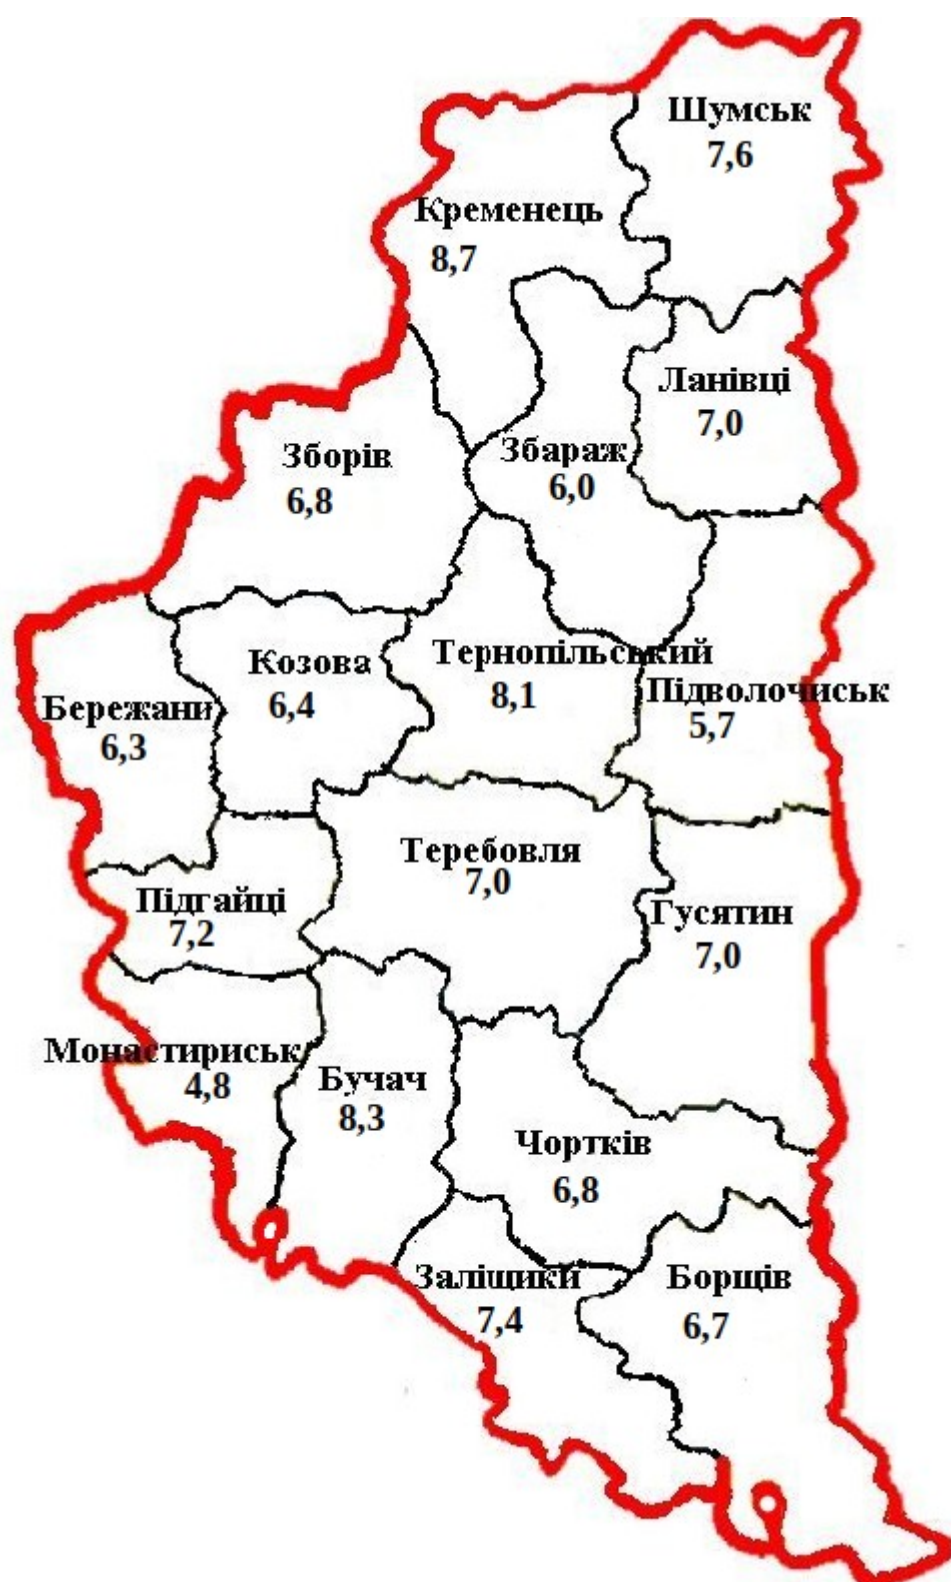 Шумськ
7,6
Кременець
8,7
Ланівці
7,0
Зборів
6,8
Збараж
6,0
Тернопільський
8,1
Козова
6,4
Підволочиськ
5,7
Бережани
6,3
Теребовля
7,0
Підгайці
7,2
Гусятин
7,0
Монастириськ
4,8
Бучач
8,3
Чортків
6,8
Заліщики
7,4
Борщів
6,7